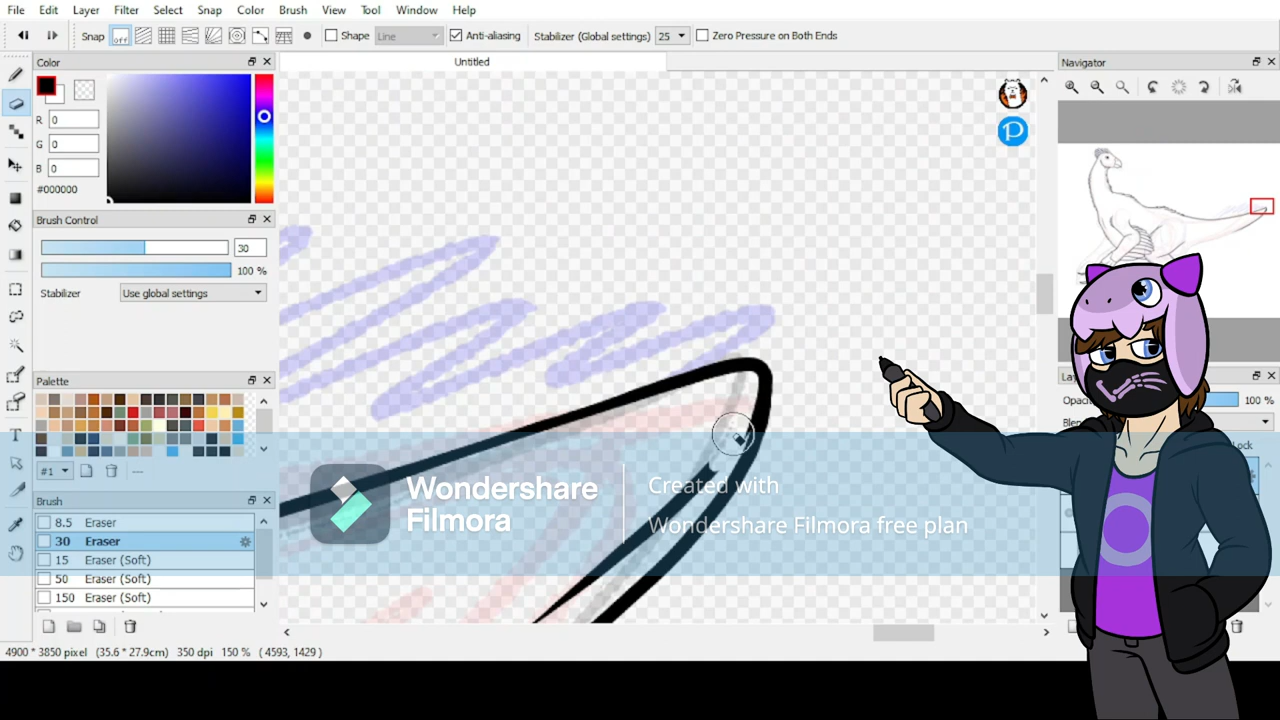 File Edit Layer Filter Select Snap Color Brush View Tool Window Help
Snap off Shape Line Anti-aliasing Stabilizer (Global settings) 25 Zero Pressure on Both Ends
Color
Untitled
Navigator
R 0
G 0
B 0
#000000
Brush Control
30
100 %
Stabilizer Use global settings
Palette
#1 ---
Brush
8.5 Eraser
30 Eraser
15 Eraser (Soft)
50 Eraser (Soft)
150 Eraser (Soft)
100 %
Lock
Wondershare
Filmora
Created with
Wondershare Filmora free plan
4900 * 3850 pixel (35.6 * 27.9cm) 350 dpi 150 % ( 4593, 1429 )